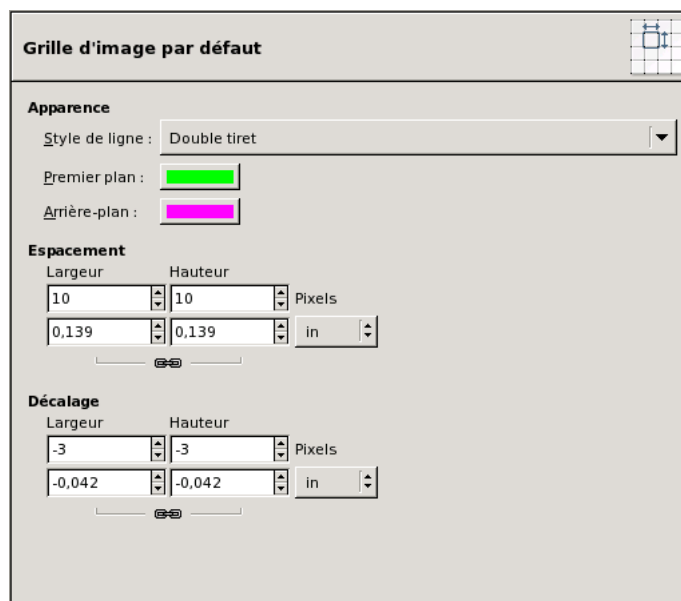 Grille d'image par défaut
Apparence
Style de ligne : Double tiret
Premier plan :
Arrière-plan :
Espacement
Largeur Hauteur
10 10 Pixels
0,139 0,139 in
Décalage
Largeur Hauteur
-3 -3 Pixels
-0,042 -0,042 in